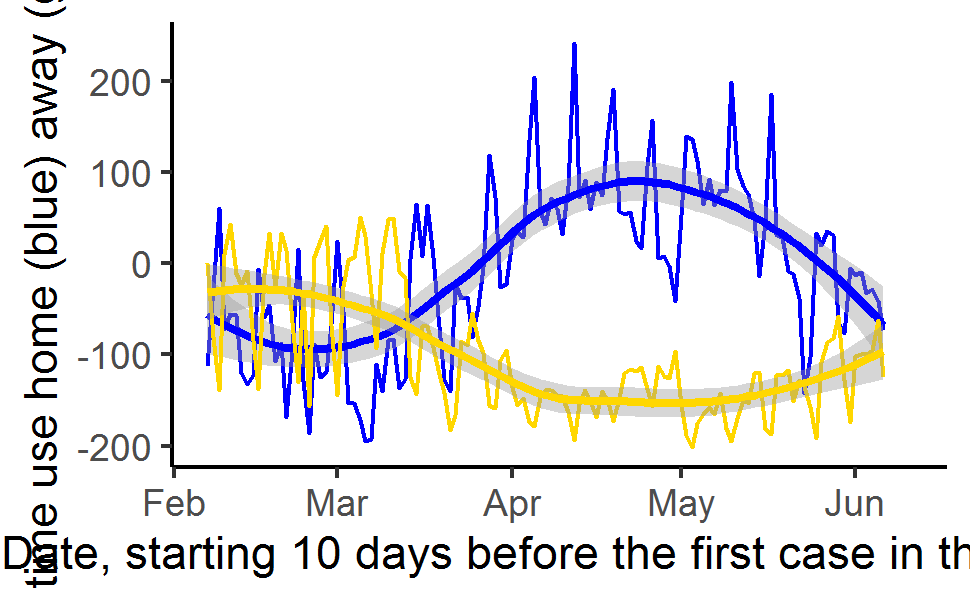 time use home (blue) away (g
200
100
0
-100
-200
Feb Mar Apr May Jun
Date, starting 10 days before the first case in th